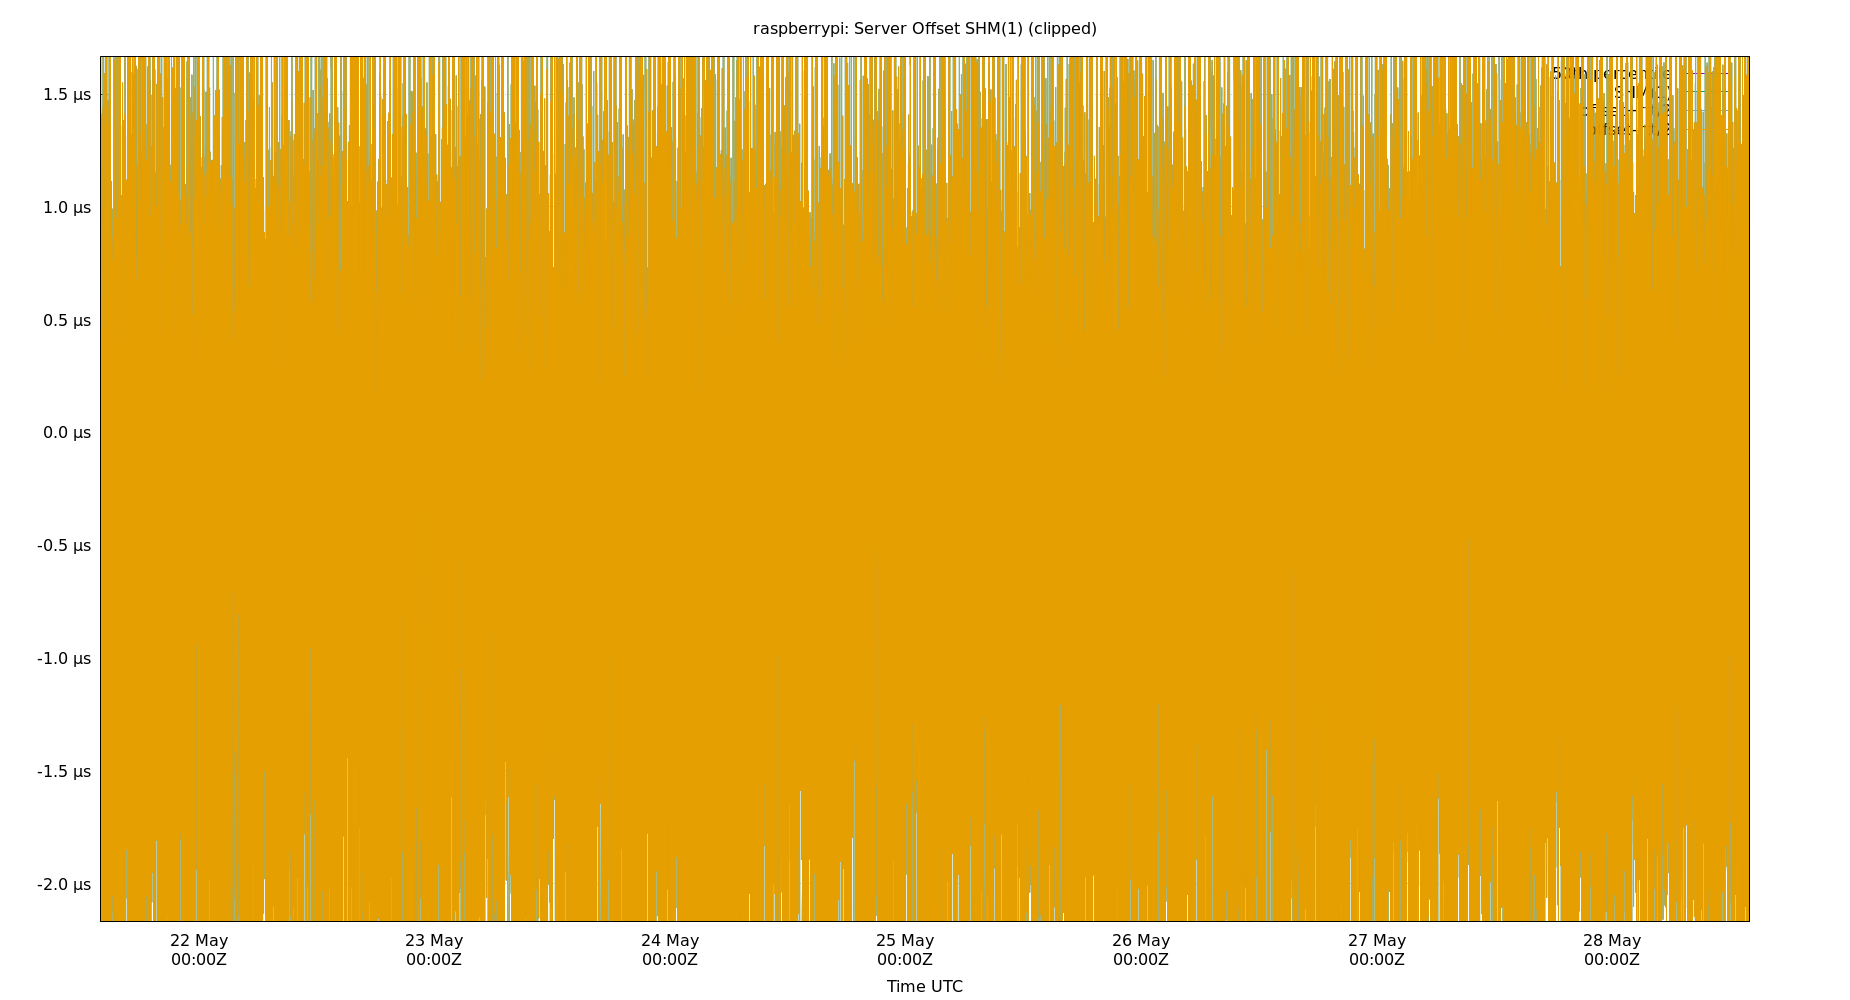 raspberrypi: Server Offset SHM(1) (clipped)
1.5 µs
1.0 µs
0.5 µs
0.0 µs
-0.5 µs
-1.0 µs
-1.5 µs
-2.0 µs
percentile
22 May 23 May 24 May 25 May 26 May 27 May 28 May
00:00Z 00:00Z 00:00Z 00:00Z 00:00Z 00:00Z 00:00Z
Time UTC